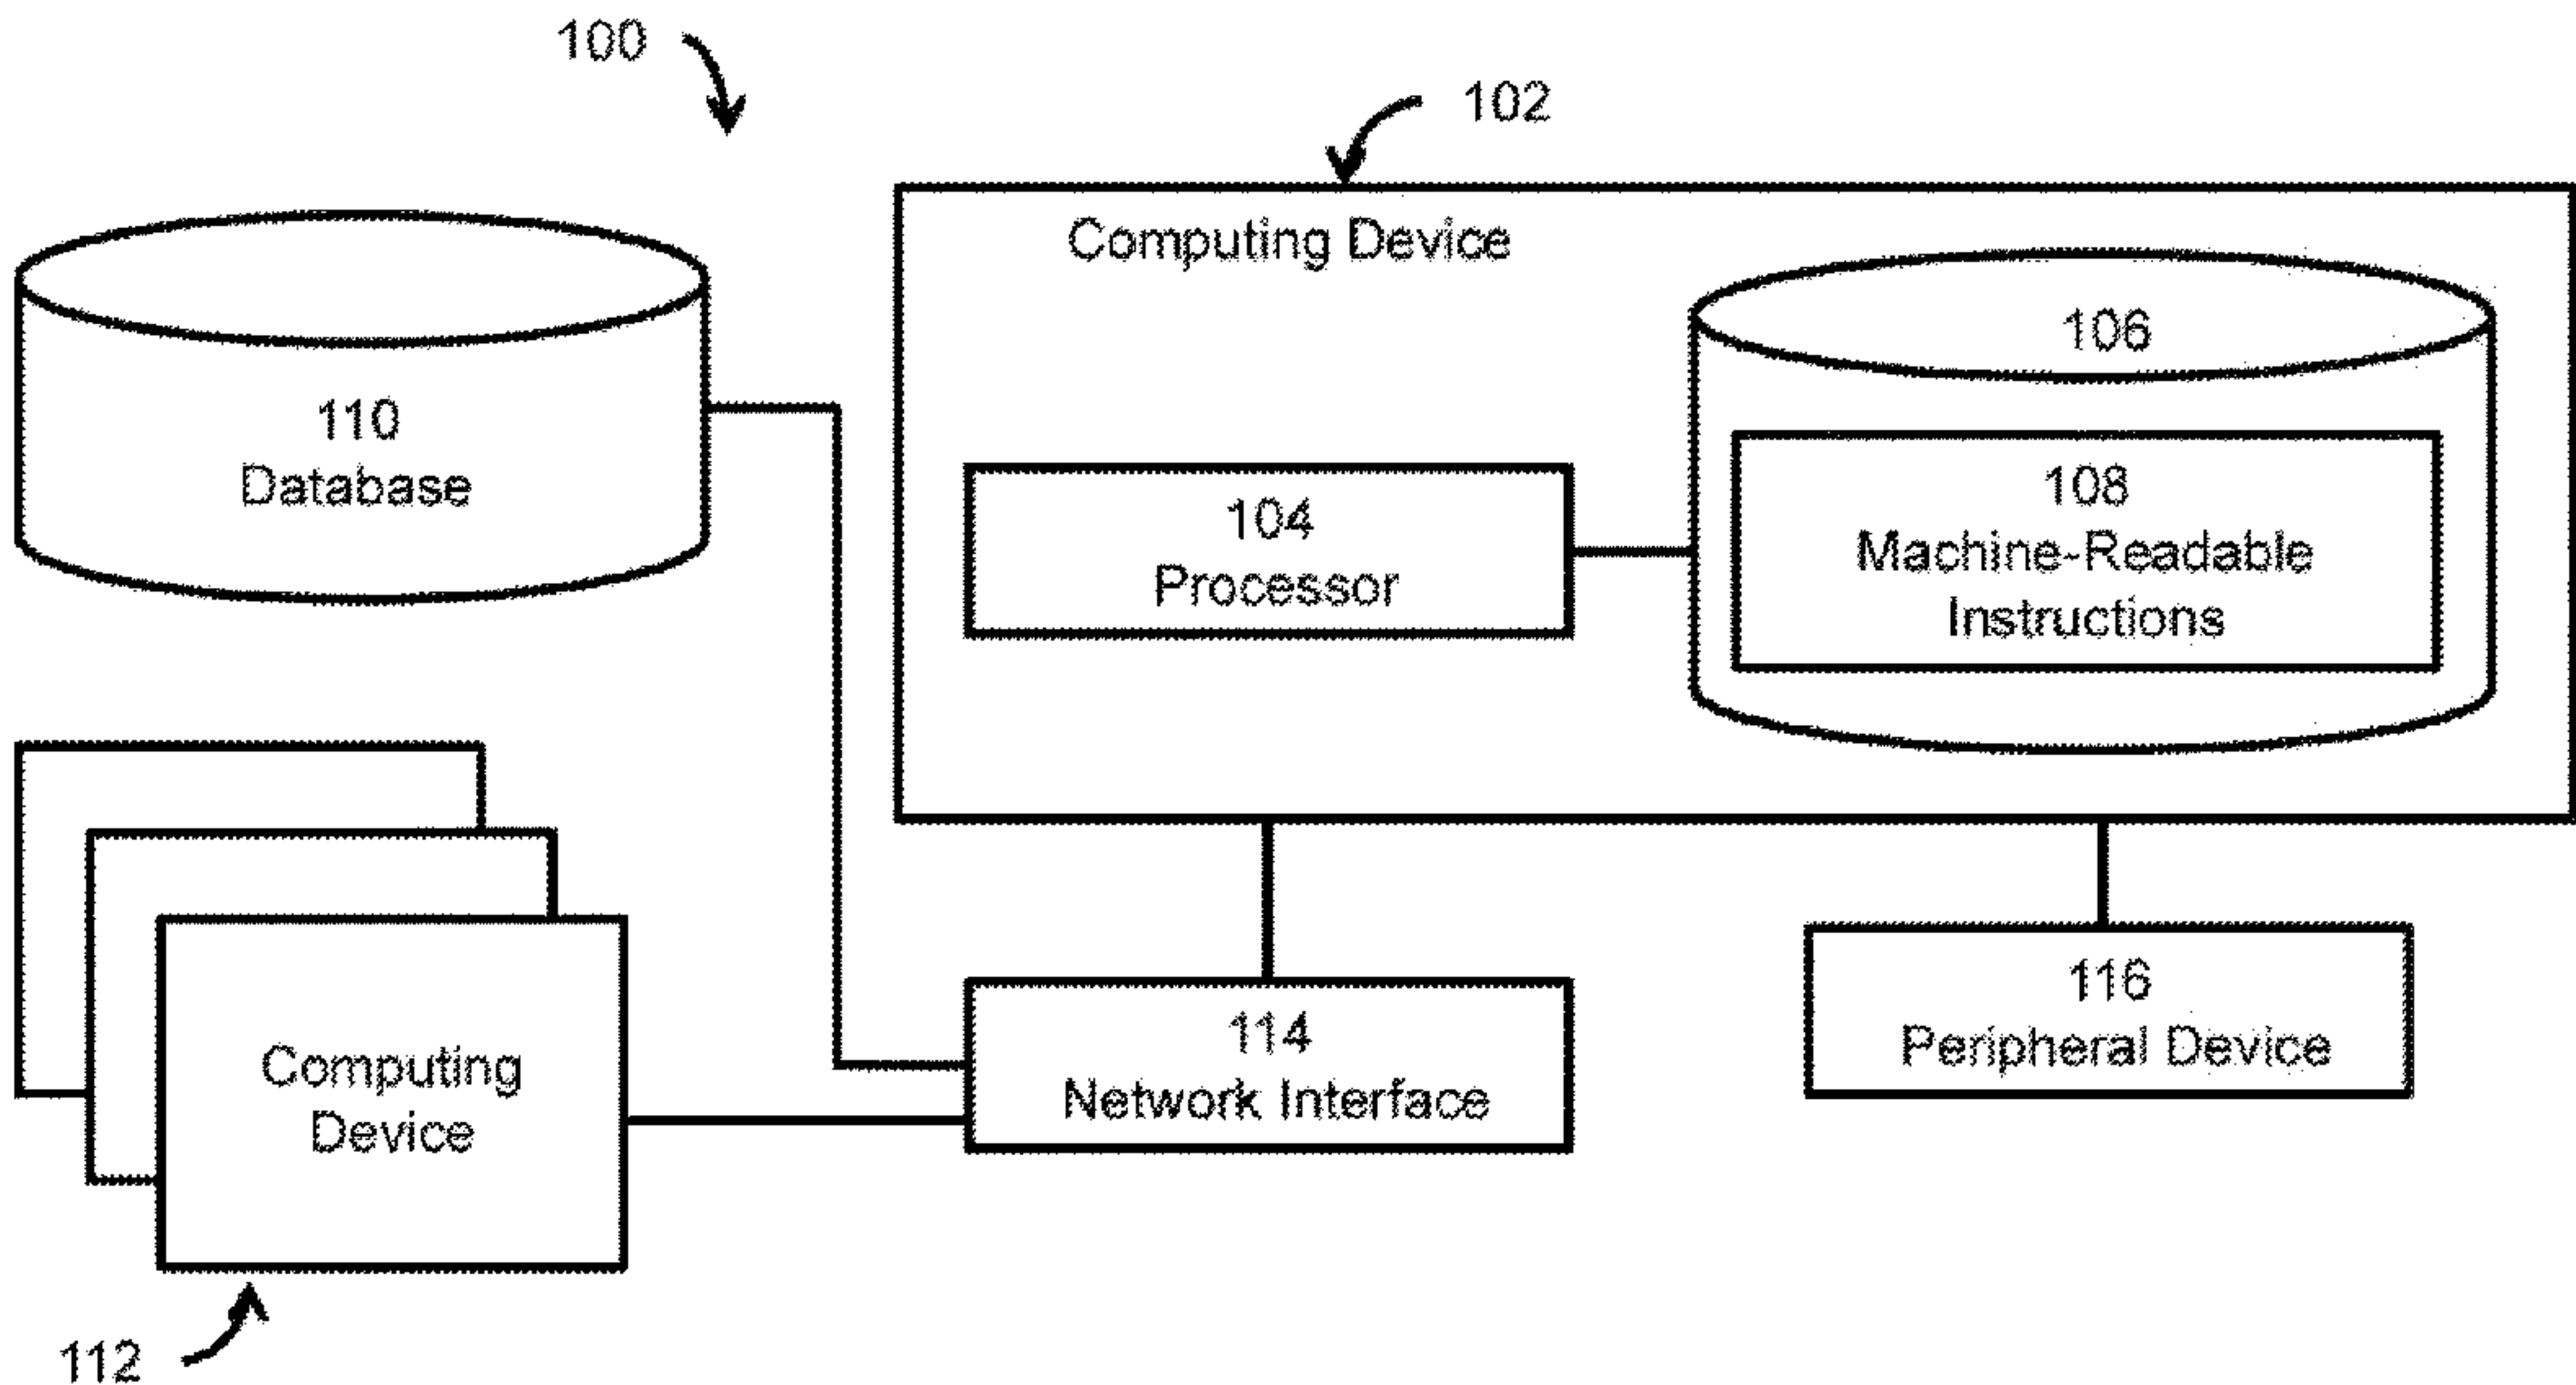 100
102
Computing Device
106
110
Database
104
Processor
108
Machine-Readable
Instructions
Computing
Device
114
Network Interface
116
Peripheral Device
112